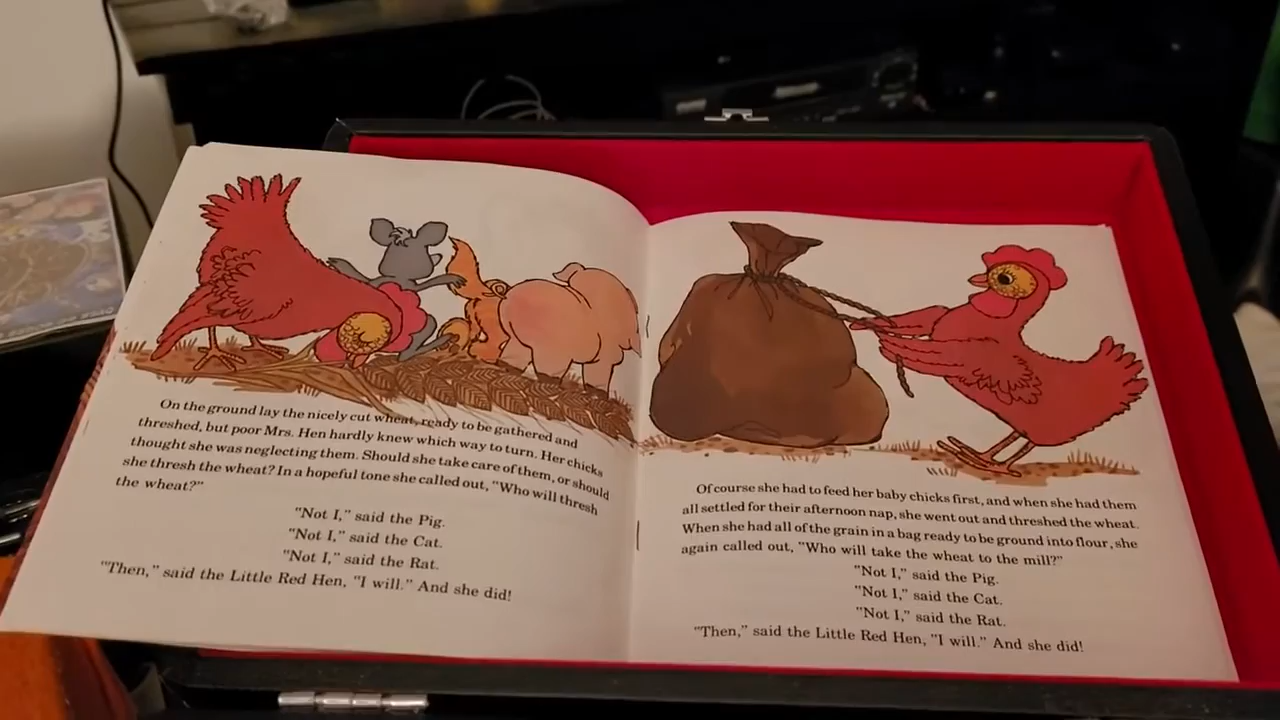 On the ground lay the nicely cut wheat, ready to be gathered and
threshed, but poor Mrs. Hen hardly knew which way to turn. Her chicks
thought she was neglecting them. Should she take care of them, or should
she thresh the wheat? In a hopeful tone she called out, "Who will thresh
the wheat?"
"Not I," said the Pig.
"Not I," said the Cat.
"Not I," said the Rat.
"Then," said the Little Red Hen, "I will." And she did!
Of course she had to feed her baby chicks first, and when she had them
all settled for their afternoon nap, she went out and threshed the wheat.
When she had all of the grain in a bag ready to be ground into flour, she
again called out, "Who will take the wheat to the mill?"
"Not I," said the Pig.
"Not I," said the Cat.
"Not I," said the Rat.
"Then," said the Little Red Hen, "I will." And she did!